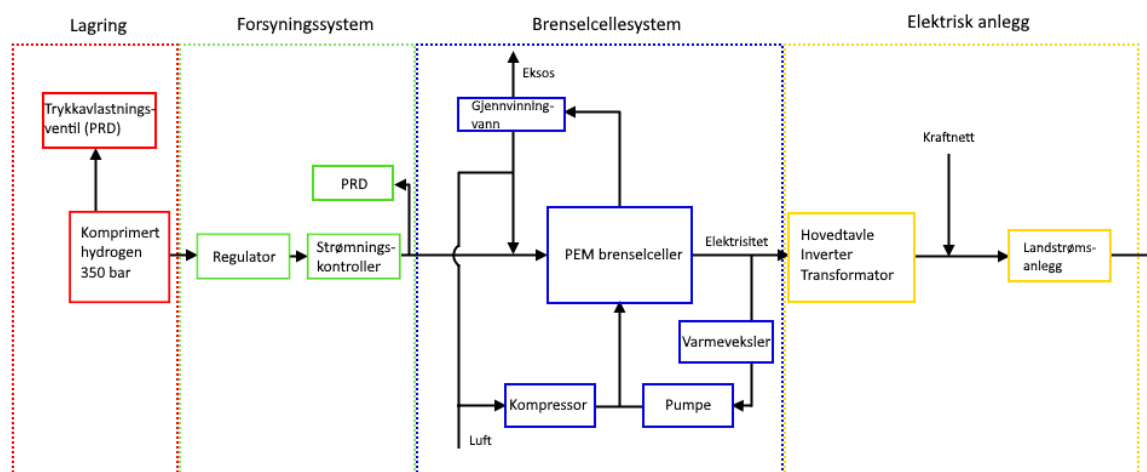 Lagring
Forsyningssystem
Brenselcellesystem
Elektrisk anlegg
Eksos
Trykkavlastnings-
ventil (PRD)
Gjennvinning-
vann
Kraftnett
PRD
Komprimert
hydrogen
350 bar
Regulator
Strømnings-
kontroller
PEM brenselceller
Elektrisitet
Hovedtavle
Inverter
Transformator
Landstrøms-
anlegg
Varmeveksler
Kompressor
Pumpe
Luft